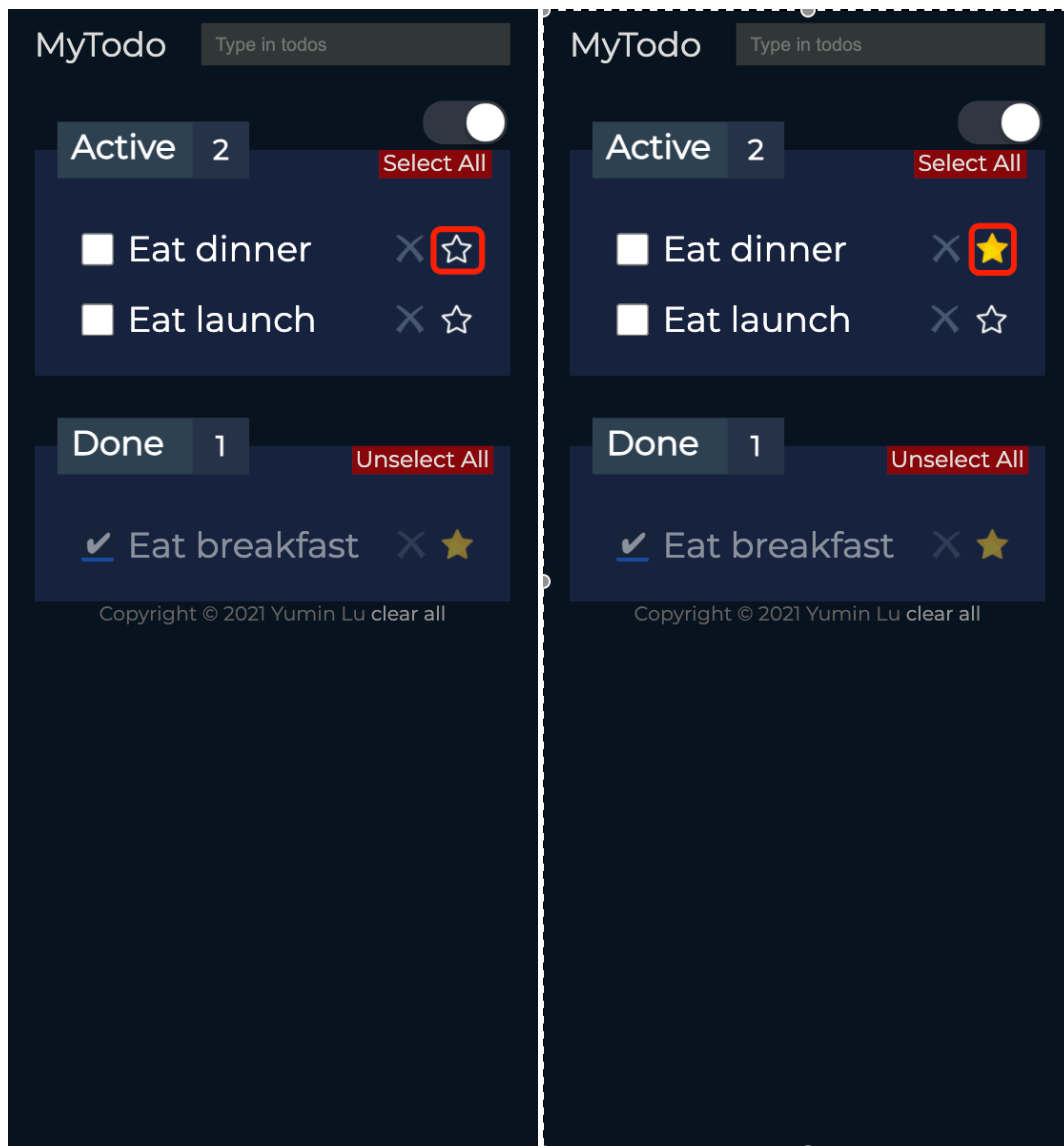 MyTodo Type in todos
Active 2
Select All
Eat dinner
Eat launch
Done 1
Unselect All
✔ Eat breakfast
Copyright © 2021 Yumin Lu clear all
MyTodo Type in todos
Active 2
Select All
Eat dinner
Eat launch
Done 1
Unselect All
✔ Eat breakfast
Copyright © 2021 Yumin Lu clear all